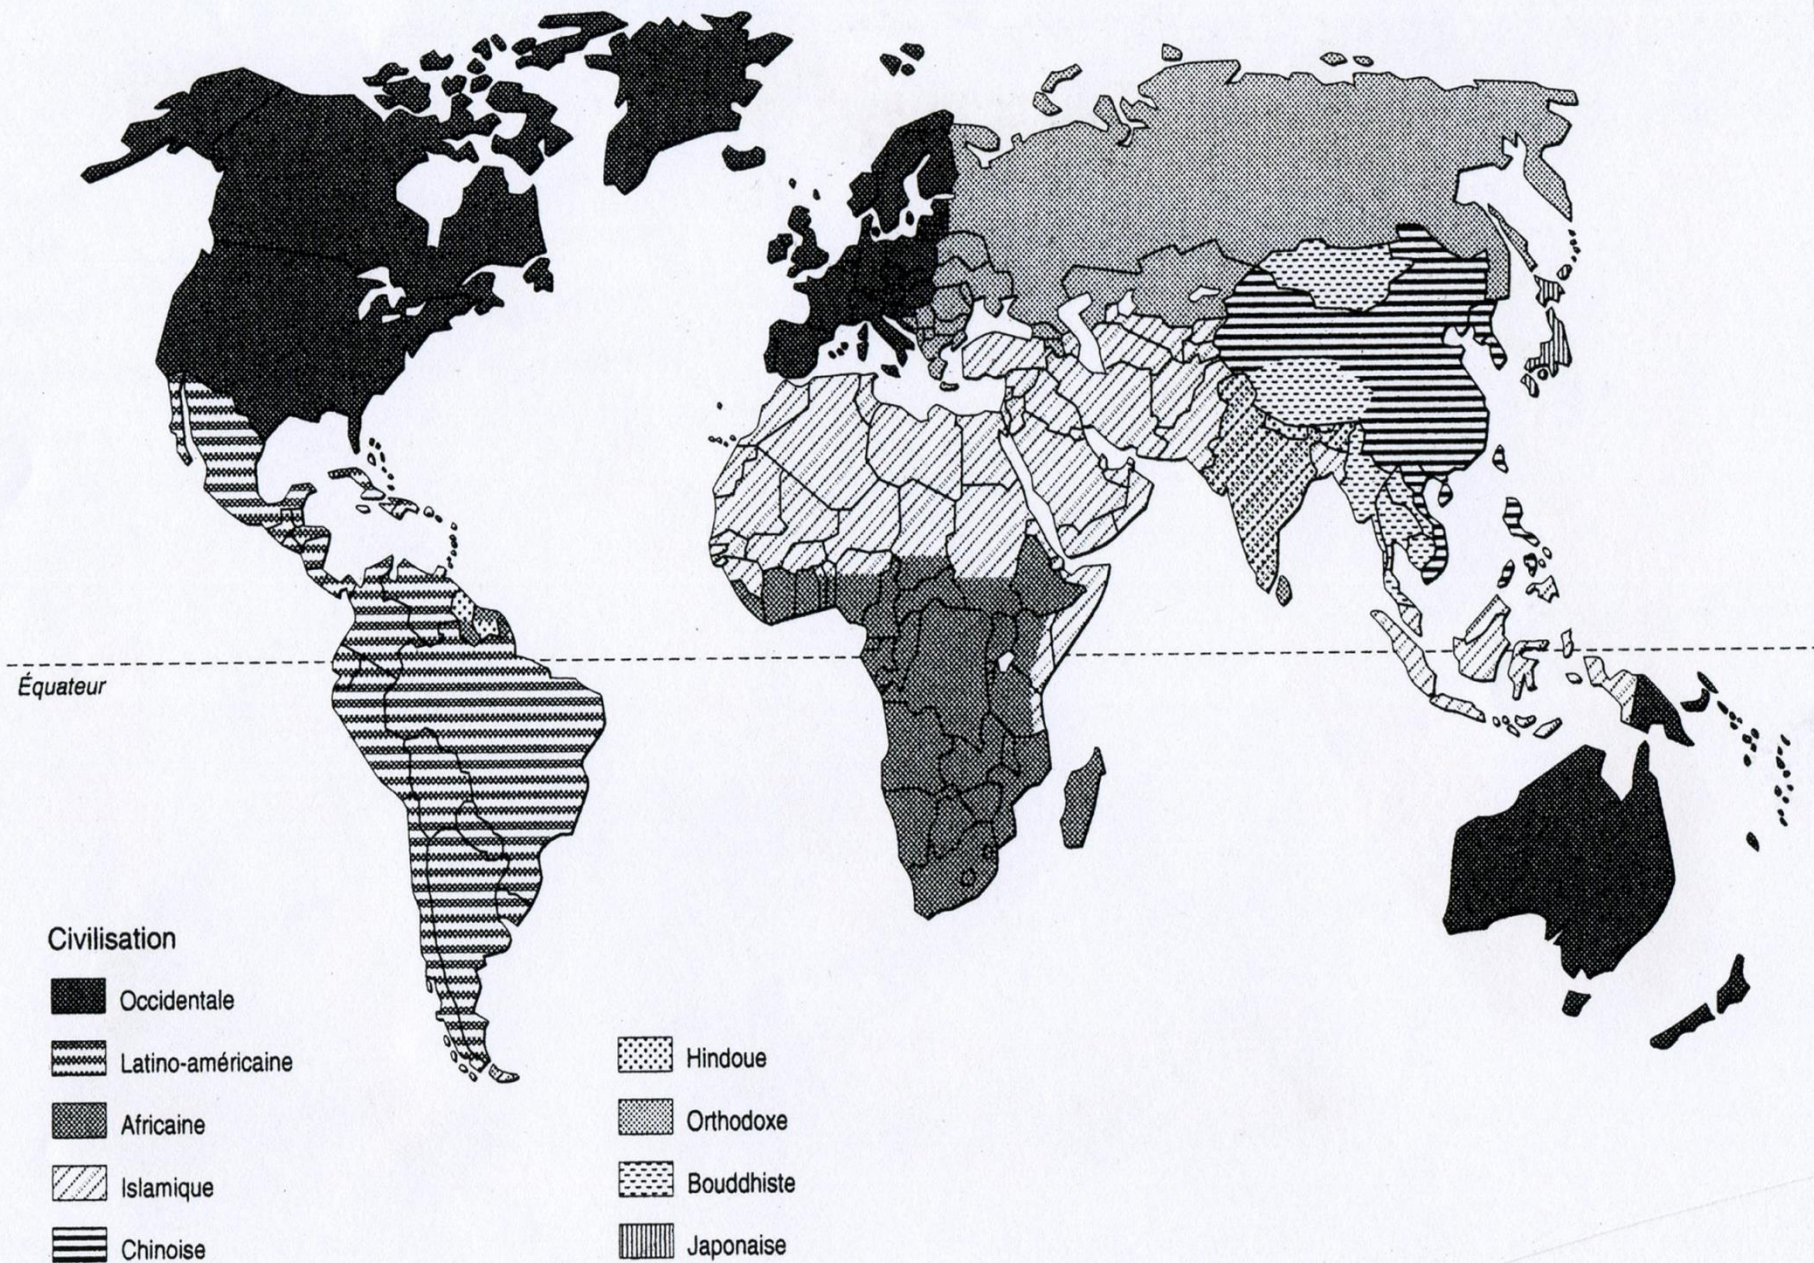 Équateur
Civilisation
Occidentale
Latino-américaine
Africaine
Islamique
Chinoise
Hindoue
Orthodoxe
Bouddhiste
Japonaise